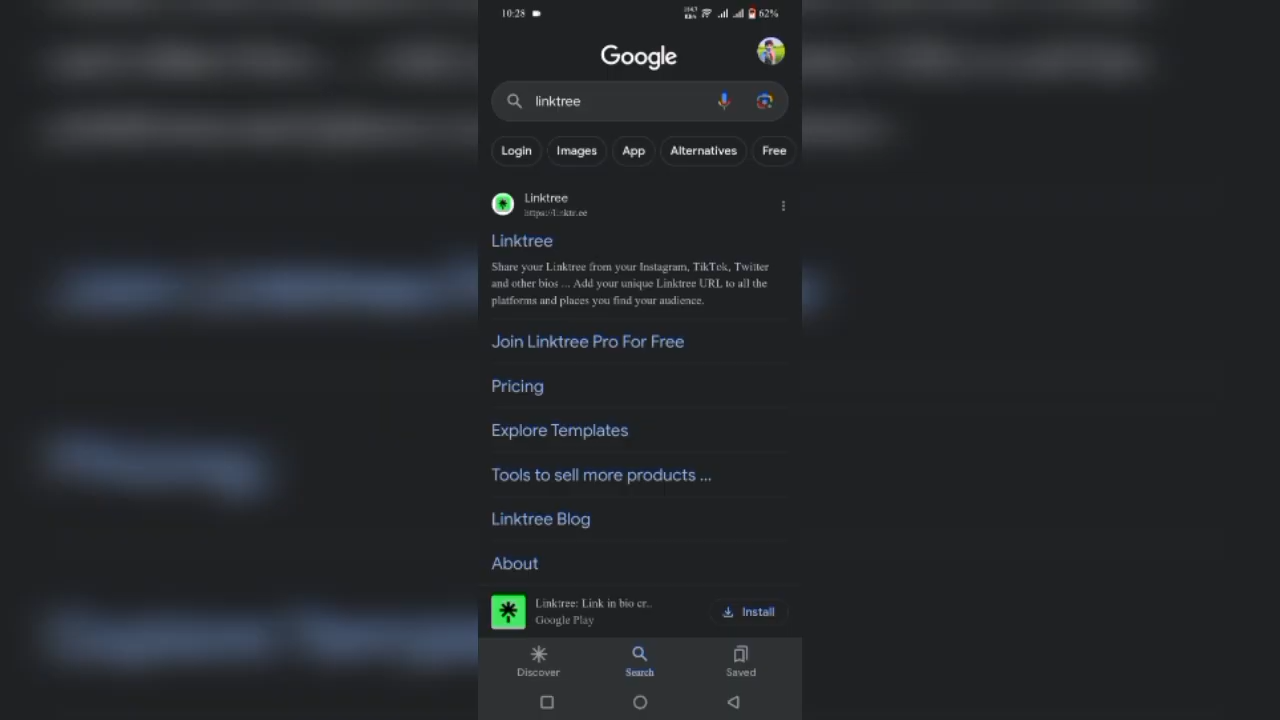 10:28
62%
Google
linktree
Login
Images
App
Alternatives
Free
Linktree
https://linktr.ee
Linktree
Share your Linktree from your Instagram, TikTok, Twitter
and other bios ... Add your unique Linktree URL to all the
platforms and places you find your audience.
Join Linktree Pro For Free
Pricing
Explore Templates
Tools to sell more products ...
Linktree Blog
About
Linktree: Link in bio cr..
Google Play
Install
Discover
Search
Saved